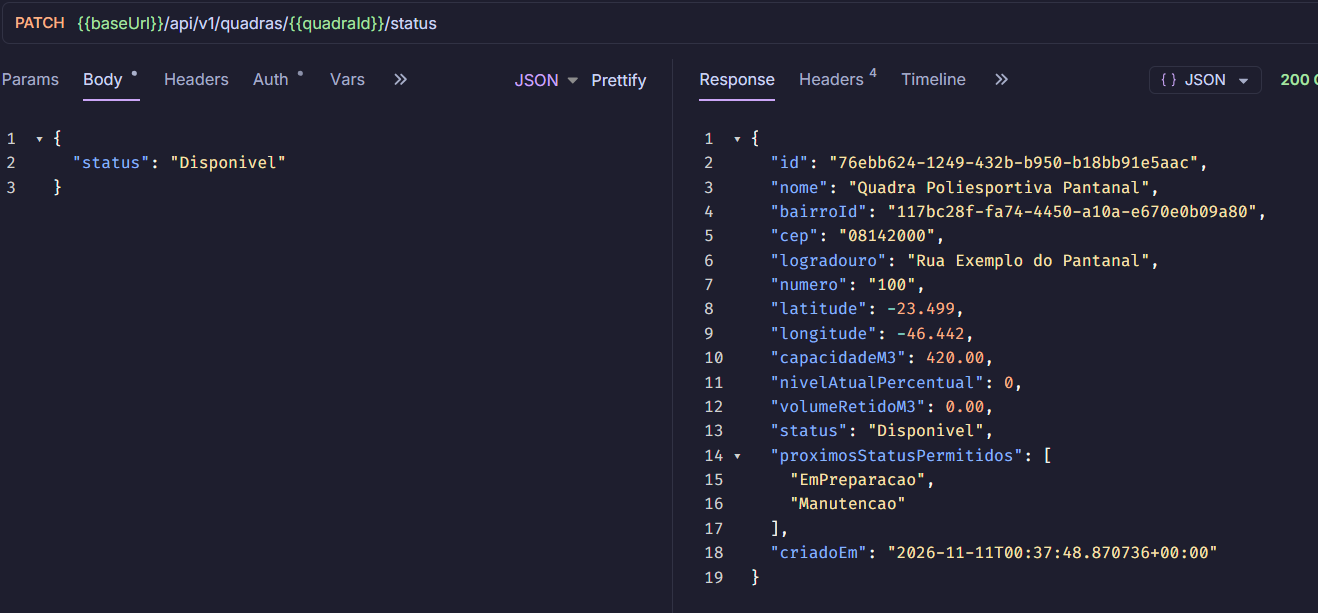 PATCH {{baseUrl}}/api/v1/quadras/{{quadraId}}/status
Params Body Headers Auth Vars JSON Prettify
1 {
2 "status": "Disponivel"
3 }
Response Headers 4 Timeline { } JSON 200
1 {
2 "id": "76ebb624-1249-432b-b950-b18bb91e5aac",
3 "nome": "Quadra Poliesportiva Pantanal",
4 "bairroId": "117bc28f-fa74-4450-a10a-e670e0b09a80",
5 "cep": "08142000",
6 "logradouro": "Rua Exemplo do Pantanal",
7 "numero": "100",
8 "latitude": -23.499,
9 "longitude": -46.442,
10 "capacidadeM3": 420.00,
11 "nivelAtualPercentual": 0,
12 "volumeRetidoM3": 0.00,
13 "status": "Disponivel",
14 "proximosStatusPermitidos": [
15 "EmPreparacao",
16 "Manutencao"
17 ],
18 "criadoEm": "2026-11-11T00:37:48.870736+00:00"
19 }